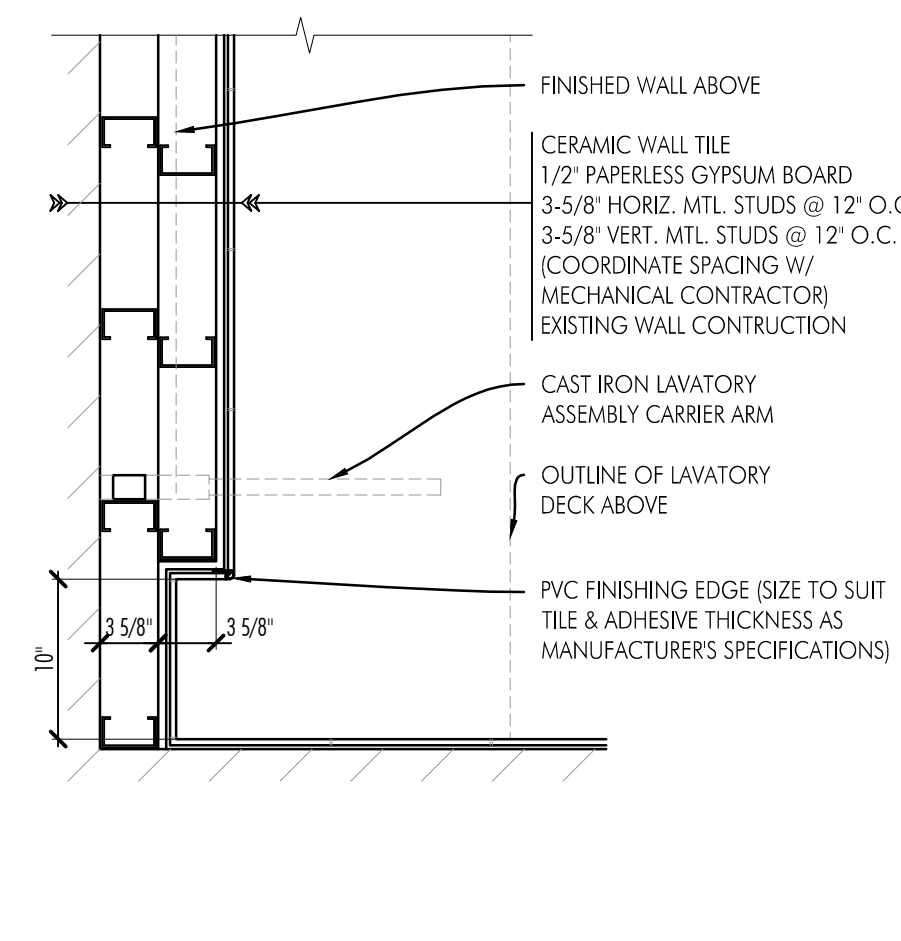 FINISHED WALL ABOVE
CERAMIC WALL TILE
1/2" PAPERLESS GYPSUM BOARD
3-5/8" HORIZ. MTL. STUDS @ 12" O.C
3-5/8" VERT. MTL. STUDS @ 12" O.C.
(COORDINATE SPACING W/
MECHANICAL CONTRACTOR)
EXISTING WALL CONTRUCTION
CAST IRON LAVATORY
ASSEMBLY CARRIER ARM
OUTLINE OF LAVATORY
DECK ABOVE
PVC FINISHING EDGE (SIZE TO SUIT
TILE & ADHESIVE THICKNESS AS
MANUFACTURER'S SPECIFICATIONS)
3 5/8"
3 5/8"
10"